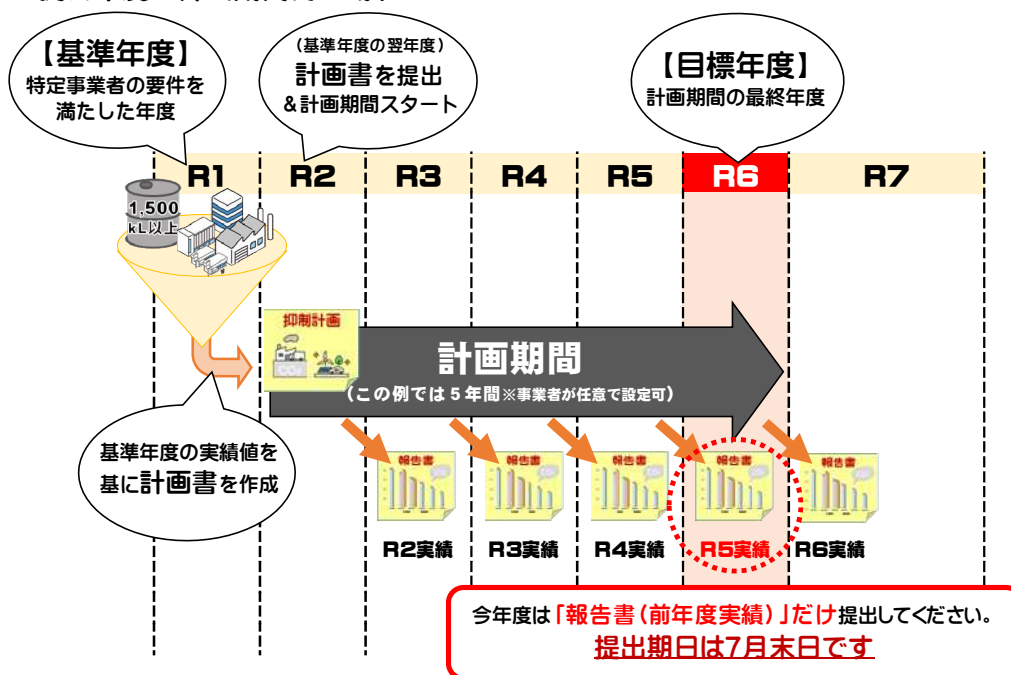 【基準年度】
特定事業者の要件を
満たした年度
(基準年度の翌年度)
計画書を提出
&計画期間スタート
【目標年度】
計画期間の最終年度
R1
R2
R3
R4
R5
R6
R7
1,500
kL以上
抑制計画
CO2
計画期間
(この例では5年間※事業者が任意で設定可)
基準年度の実績値を
基に計画書を作成
報告書
報告書
報告書
報告書
報告書
R2実績
R3実績
R4実績
R5実績
R6実績
今年度は「報告書(前年度実績)」だけ提出してください。
提出期日は7月末日です